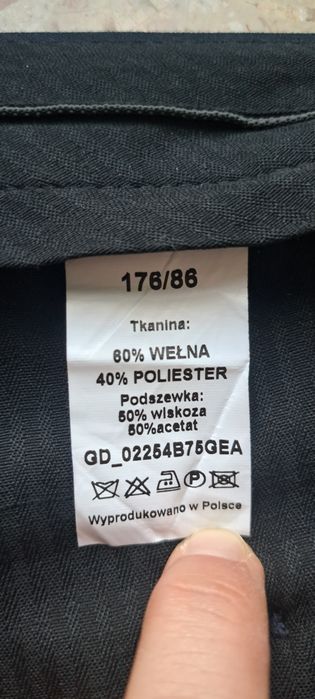 176/86
Tkanina:
60% WEŁNA
40% POLIESTER
Podszewka:
50% wiskoza
50%acetat
GD_02254B75GEA
P
Wyprodukowano w Polsce